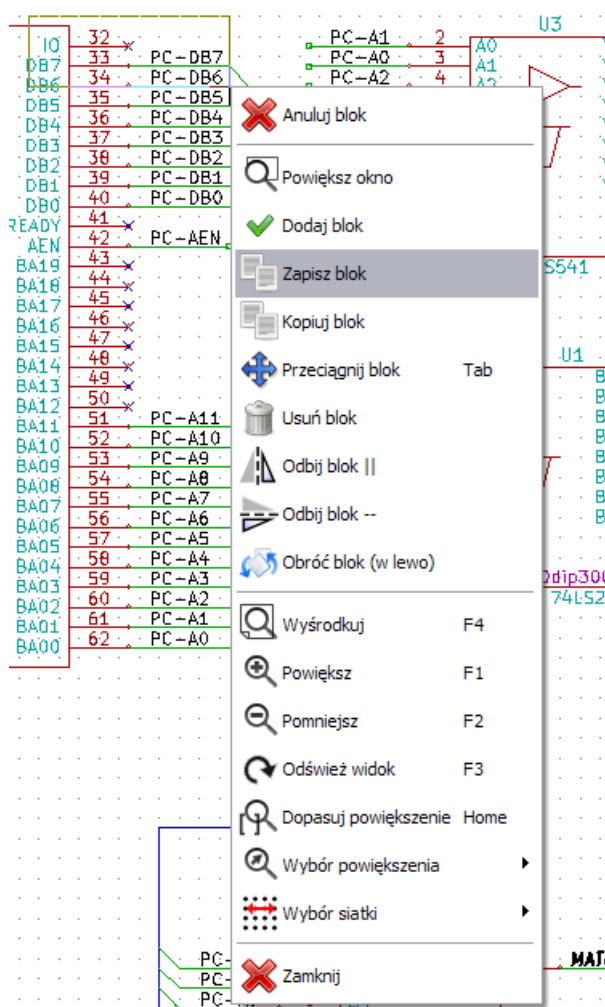 IO 32
DB7 33 PC-DB7
DB6 34 PC-DB6
DB5 35 PC-DB5
DB4 36 PC-DB4
DB3 37 PC-DB3
DB2 38 PC-DB2
DB1 39 PC-DB1
DB0 40 PC-DB0
READY 41
AEN 42 PC-AEN
BA19 43
BA18 44
BA17 45
BA16 46
BA15 47
BA14 48
BA13 49
BA12 50
BA11 51 PC-A11
BA10 52 PC-A10
BA09 53 PC-A9
BA08 54 PC-A8
BA07 55 PC-A7
BA06 56 PC-A6
BA05 57 PC-A5
BA04 58 PC-A4
BA03 59 PC-A3
BA02 60 PC-A2
BA01 61 PC-A1
BA00 62 PC-A0
U3
PC-A1 2 A0
PC-A0 3 A1
PC-A2 4 A2
S541
U1
B
B
B
B
B
B
B
B
74LS2
Anuluj blok
Powiększ okno
Dodaj blok
Zapisz blok
Kopiuj blok
Przeciągnij blok Tab
Usuń blok
Odbij blok ||
Odbij blok --
Obróć blok (w lewo)
Wyśrodkuj F4
Powiększ F1
Pomniejsz F2
Odśwież widok F3
Dopasuj powiększenie Home
Wybór powiększenia
Wybór siatki
Zamknij
PC-
PC-
PC-